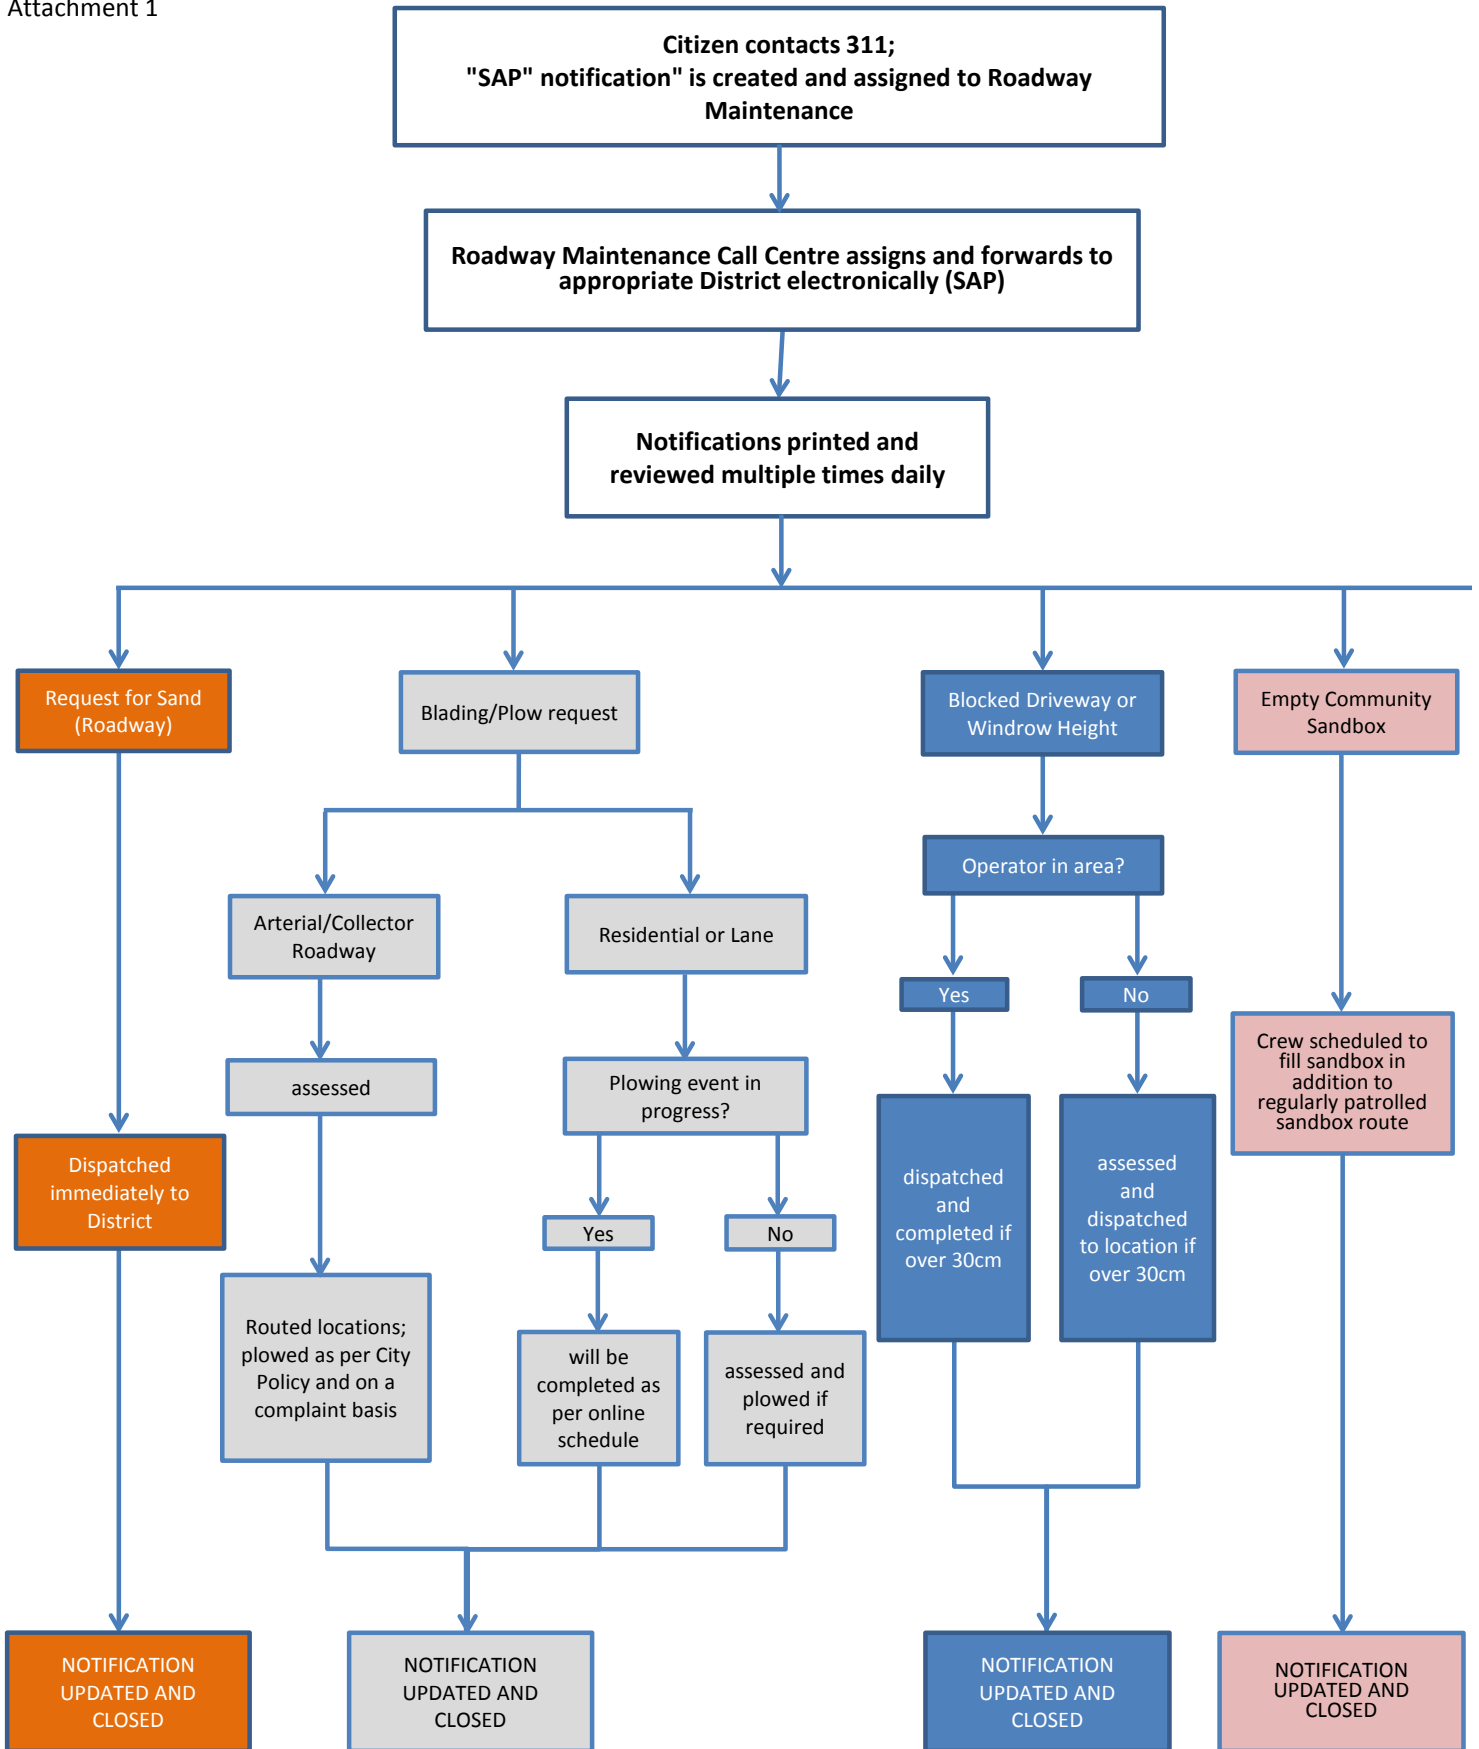 Attachment 1
Citizen contacts 311;
"SAP" notification" is created and assigned to Roadway
Maintenance
Roadway Maintenance Call Centre assigns and forwards to
appropriate District electronically (SAP)
Notifications printed and
reviewed multiple times daily
Request for Sand
(Roadway)
Blading/Plow request
Blocked Driveway or
Windrow Height
Empty Community
Sandbox
Operator in area?
Arterial/Collector
Roadway
Residential or Lane
Yes
No
Crew scheduled to
fill sandbox in
addition to
regularly patrolled
sandbox route
assessed
Plowing event in
progress?
Dispatched
immediately to
District
dispatched
and
completed if
over 30cm
assessed
and
dispatched
to location if
over 30cm
Yes
No
Routed locations;
plowed as per City
Policy and on a
complaint basis
will be
completed as
per online
schedule
assessed and
plowed if
required
NOTIFICATION
UPDATED AND
CLOSED
NOTIFICATION
UPDATED AND
CLOSED
NOTIFICATION
UPDATED AND
CLOSED
NOTIFICATION
UPDATED AND
CLOSED